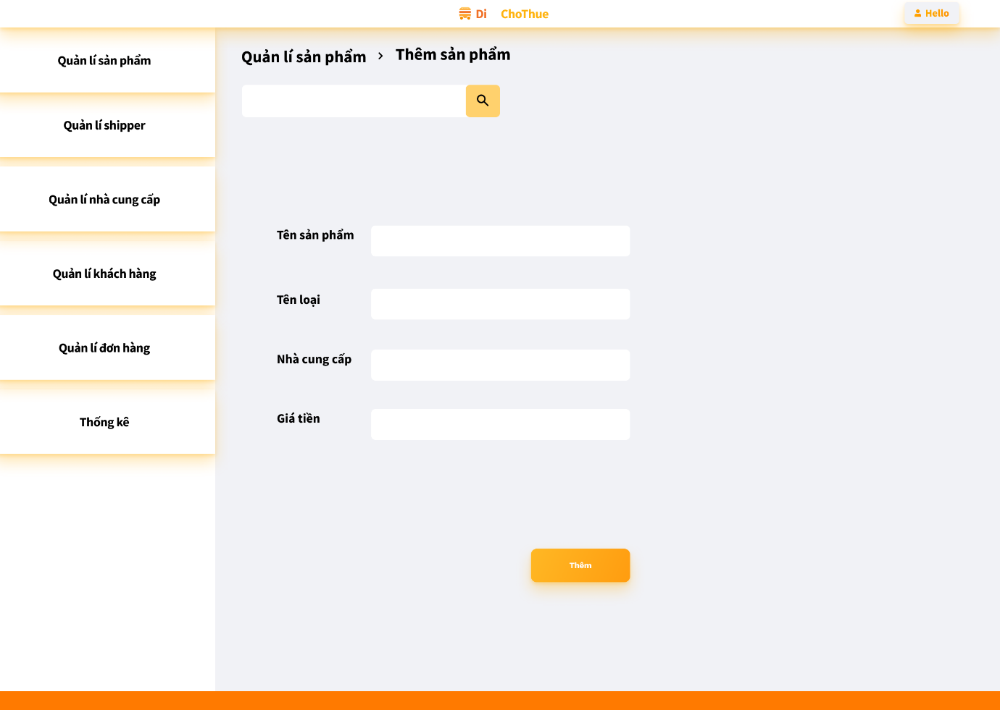 Di ChoThue
Hello
Quản lí sản phẩm
Quản lí shipper
Quản lí nhà cung cấp
Quản lí khách hàng
Quản lí đơn hàng
Thống kê
Quản lí sản phẩm > Thêm sản phẩm
Tên sản phẩm
Tên loại
Nhà cung cấp
Giá tiền
Thêm